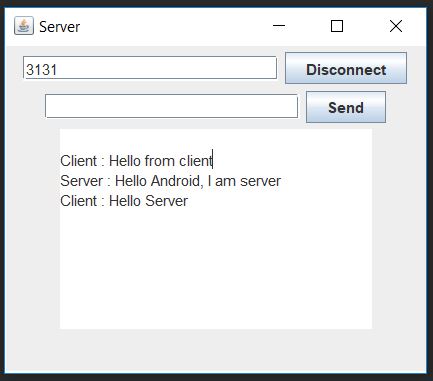 Server
3131
Disconnect
Send
Client : Hello from client
Server : Hello Android, I am server
Client : Hello Server